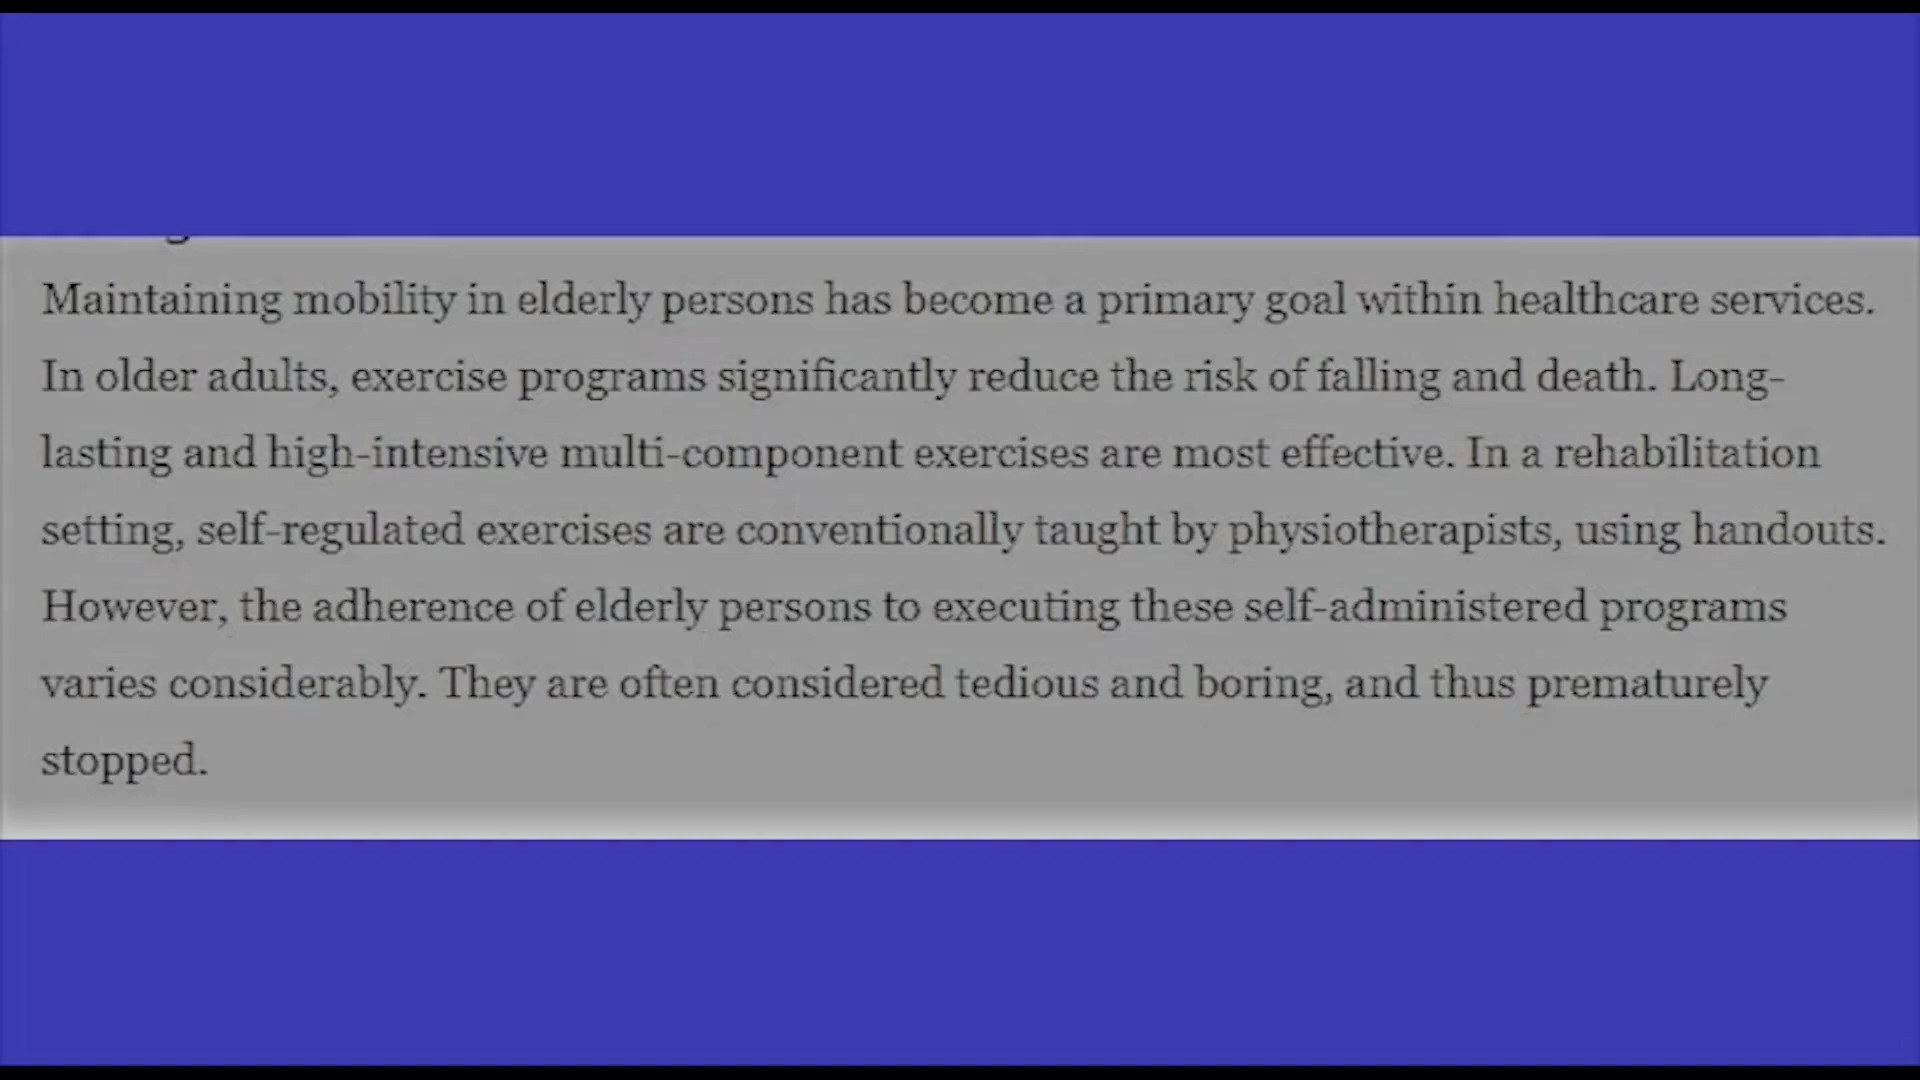 Maintaining mobility in elderly persons has become a primary goal within healthcare services.
In older adults, exercise programs significantly reduce the risk of falling and death. Long-
lasting and high-intensive multi-component exercises are most effective. In a rehabilitation
setting, self-regulated exercises are conventionally taught by physiotherapists, using handouts.
However, the adherence of elderly persons to executing these self-administered programs
varies considerably. They are often considered tedious and boring, and thus prematurely
stopped.